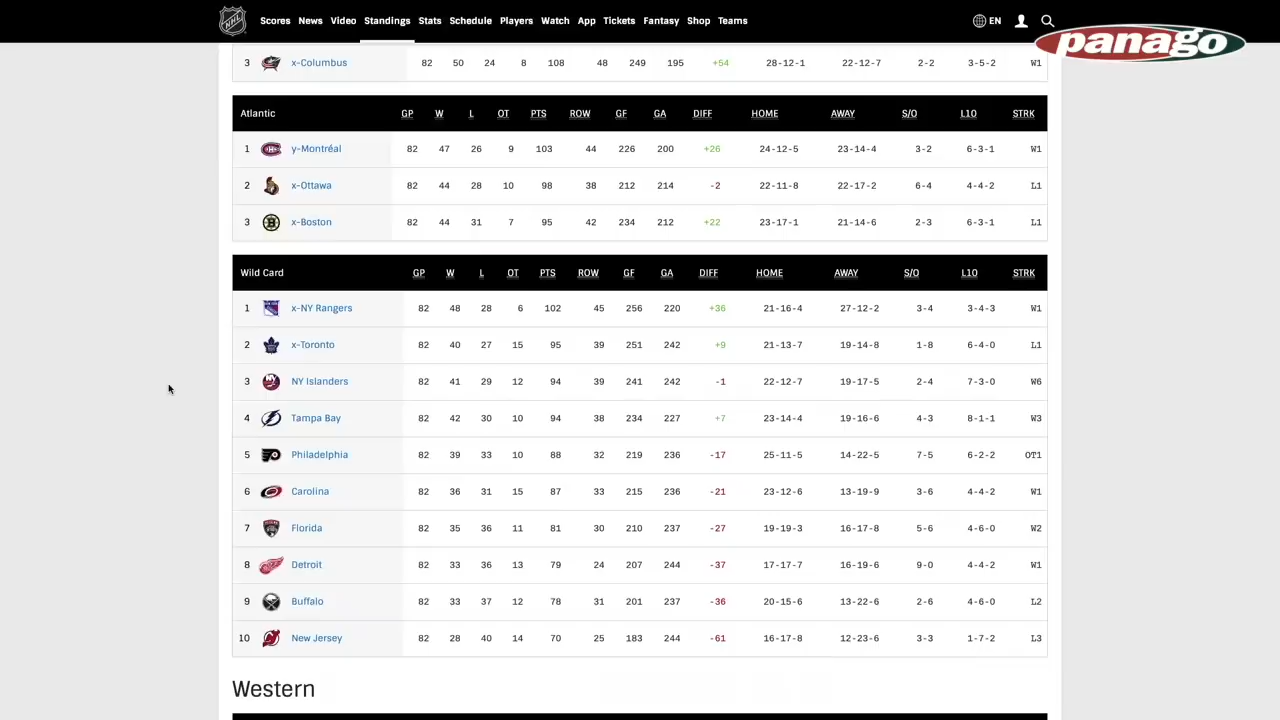 NHL Scores News Video Standings Stats Schedule Players Watch App Tickets Fantasy Shop Teams EN
panago
3 x-Columbus 82 50 24 8 108 48 249 195 +54 28-12-1 22-12-7 2-2 3-5-2 W1
Atlantic GP W L OT PTS ROW GF GA DIFF HOME AWAY S/O L10 STRK
1 y-Montréal 82 47 26 9 103 44 226 200 +26 24-12-5 23-14-4 3-2 6-3-1 W1
2 x-Ottawa 82 44 28 10 98 38 212 214 -2 22-11-8 22-17-2 6-4 4-4-2 L1
3 x-Boston 82 44 31 7 95 42 234 212 +22 23-17-1 21-14-6 2-3 6-3-1 L1
Wild Card GP W L OT PTS ROW GF GA DIFF HOME AWAY S/O L10 STRK
1 x-NY Rangers 82 48 28 6 102 45 256 220 +36 21-16-4 27-12-2 3-4 3-4-3 W1
2 x-Toronto 82 40 27 15 95 39 251 242 +9 21-13-7 19-14-8 1-8 6-4-0 L1
3 NY Islanders 82 41 29 12 94 39 241 242 -1 22-12-7 19-17-5 2-4 7-3-0 W6
4 Tampa Bay 82 42 30 10 94 38 234 227 +7 23-14-4 19-16-6 4-3 8-1-1 W3
5 Philadelphia 82 39 33 10 88 32 219 236 -17 25-11-5 14-22-5 7-5 6-2-2 OT1
6 Carolina 82 36 31 15 87 33 215 236 -21 23-12-6 13-19-9 3-6 4-4-2 W1
7 Florida 82 35 36 11 81 30 210 237 -27 19-19-3 16-17-8 5-6 4-6-0 W2
8 Detroit 82 33 36 13 79 24 207 244 -37 17-17-7 16-19-6 9-0 4-4-2 W1
9 Buffalo 82 33 37 12 78 31 201 237 -36 20-15-6 13-22-6 2-6 4-6-0 L2
10 New Jersey 82 28 40 14 70 25 183 244 -61 16-17-8 12-23-6 3-3 1-7-2 L3
Western